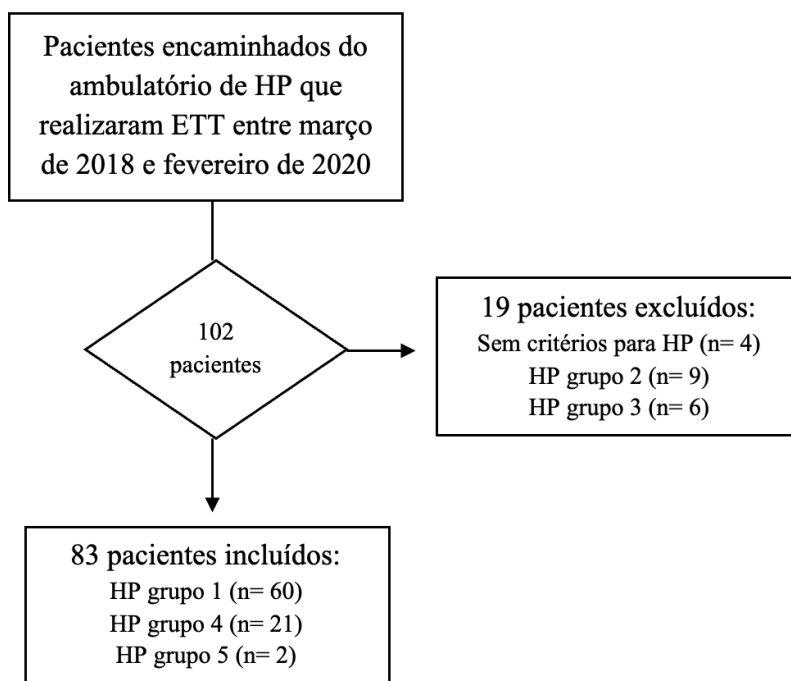 Pacientes encaminhados do
ambulatório de HP que
realizaram ETT entre março
de 2018 e fevereiro de 2020
102
pacientes
19 pacientes excluídos:
Sem critérios para HP (n= 4)
HP grupo 2 (n= 9)
HP grupo 3 (n= 6)
83 pacientes incluídos:
HP grupo 1 (n= 60)
HP grupo 4 (n= 21)
HP grupo 5 (n= 2)